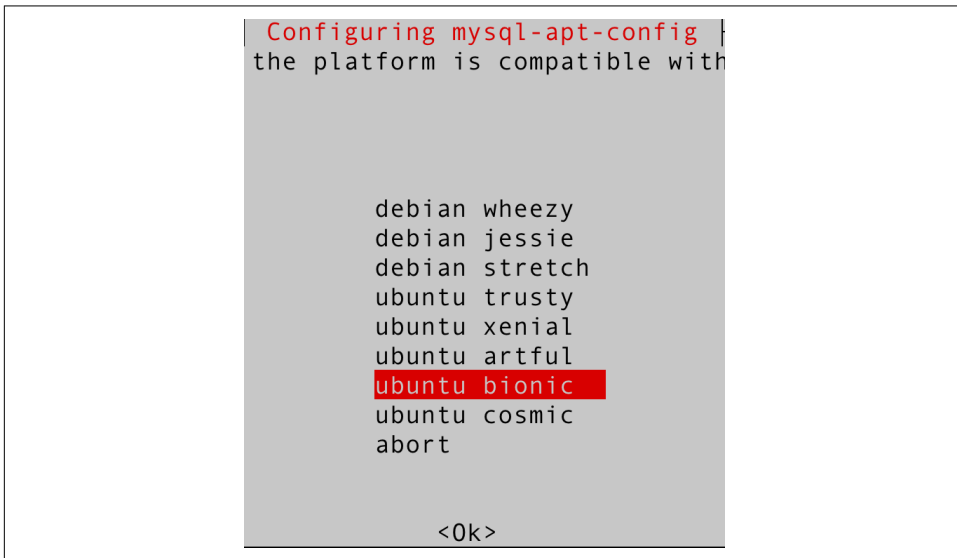 Configuring mysql-apt-config
the platform is compatible with
debian wheezy
debian jessie
debian stretch
ubuntu trusty
ubuntu xenial
ubuntu artful
ubuntu bionic
ubuntu cosmic
abort
<Ok>